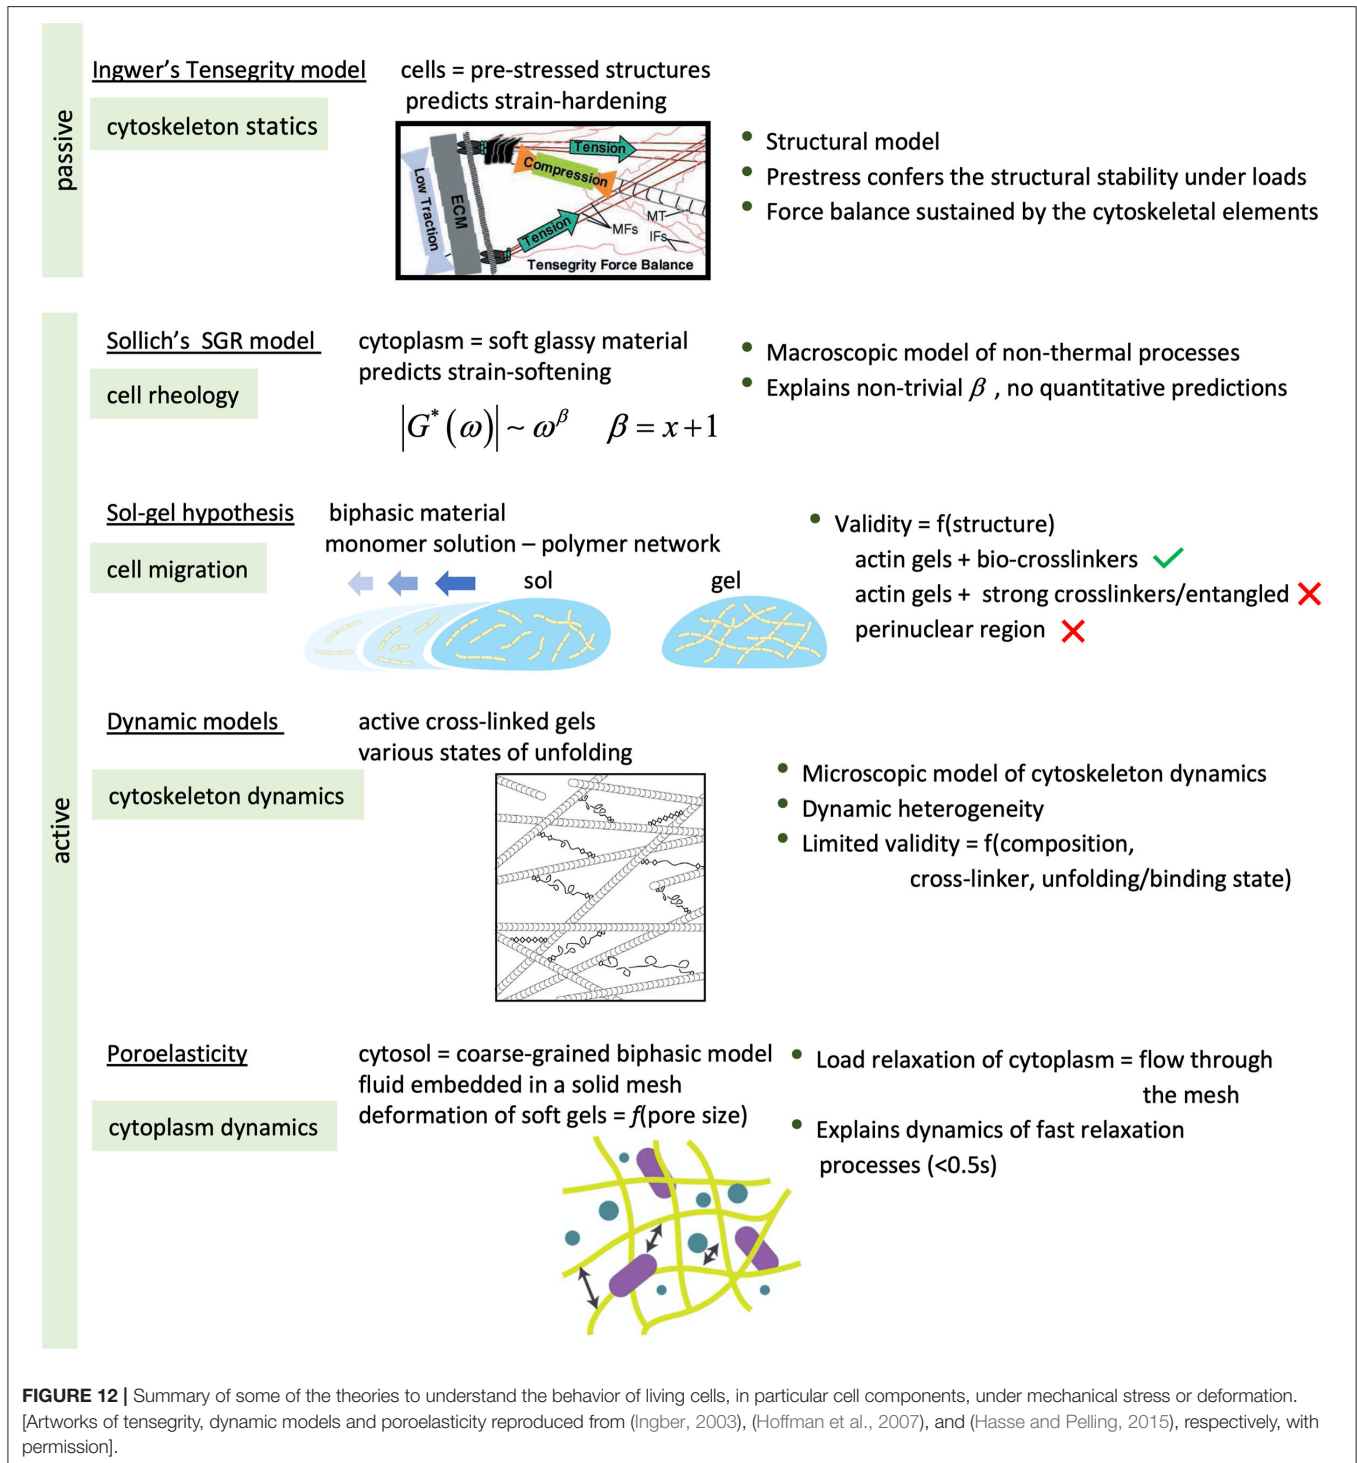 passive
Ingwer's Tensegrity model
cytoskeleton statics
cells = pre-stressed structures
predicts strain-hardening
Low Traction
ECM
Tension
Compression
Tension
MT
MFs
IFs
Tensegrity Force Balance
• Structural model
• Prestress confers the structural stability under loads
• Force balance sustained by the cytoskeletal elements
active
Sollich's SGR model
cell rheology
cytoplasm = soft glassy material
predicts strain-softening
|G*(ω)| ~ ω^β β = x+1
• Macroscopic model of non-thermal processes
• Explains non-trivial β , no quantitative predictions
Sol-gel hypothesis
cell migration
biphasic material
monomer solution – polymer network
sol gel
• Validity = f(structure)
actin gels + bio-crosslinkers ✓
actin gels + strong crosslinkers/entangled ✕
perinuclear region ✕
Dynamic models
cytoskeleton dynamics
active cross-linked gels
various states of unfolding
• Microscopic model of cytoskeleton dynamics
• Dynamic heterogeneity
• Limited validity = f(composition,
cross-linker, unfolding/binding state)
Poroelasticity
cytoplasm dynamics
cytosol = coarse-grained biphasic model
fluid embedded in a solid mesh
deformation of soft gels = f(pore size)
• Load relaxation of cytoplasm = flow through
the mesh
• Explains dynamics of fast relaxation
processes (<0.5s)
FIGURE 12 | Summary of some of the theories to understand the behavior of living cells, in particular cell components, under mechanical stress or deformation.
[Artworks of tensegrity, dynamic models and poroelasticity reproduced from (Ingber, 2003), (Hoffman et al., 2007), and (Hasse and Pelling, 2015), respectively, with
permission].